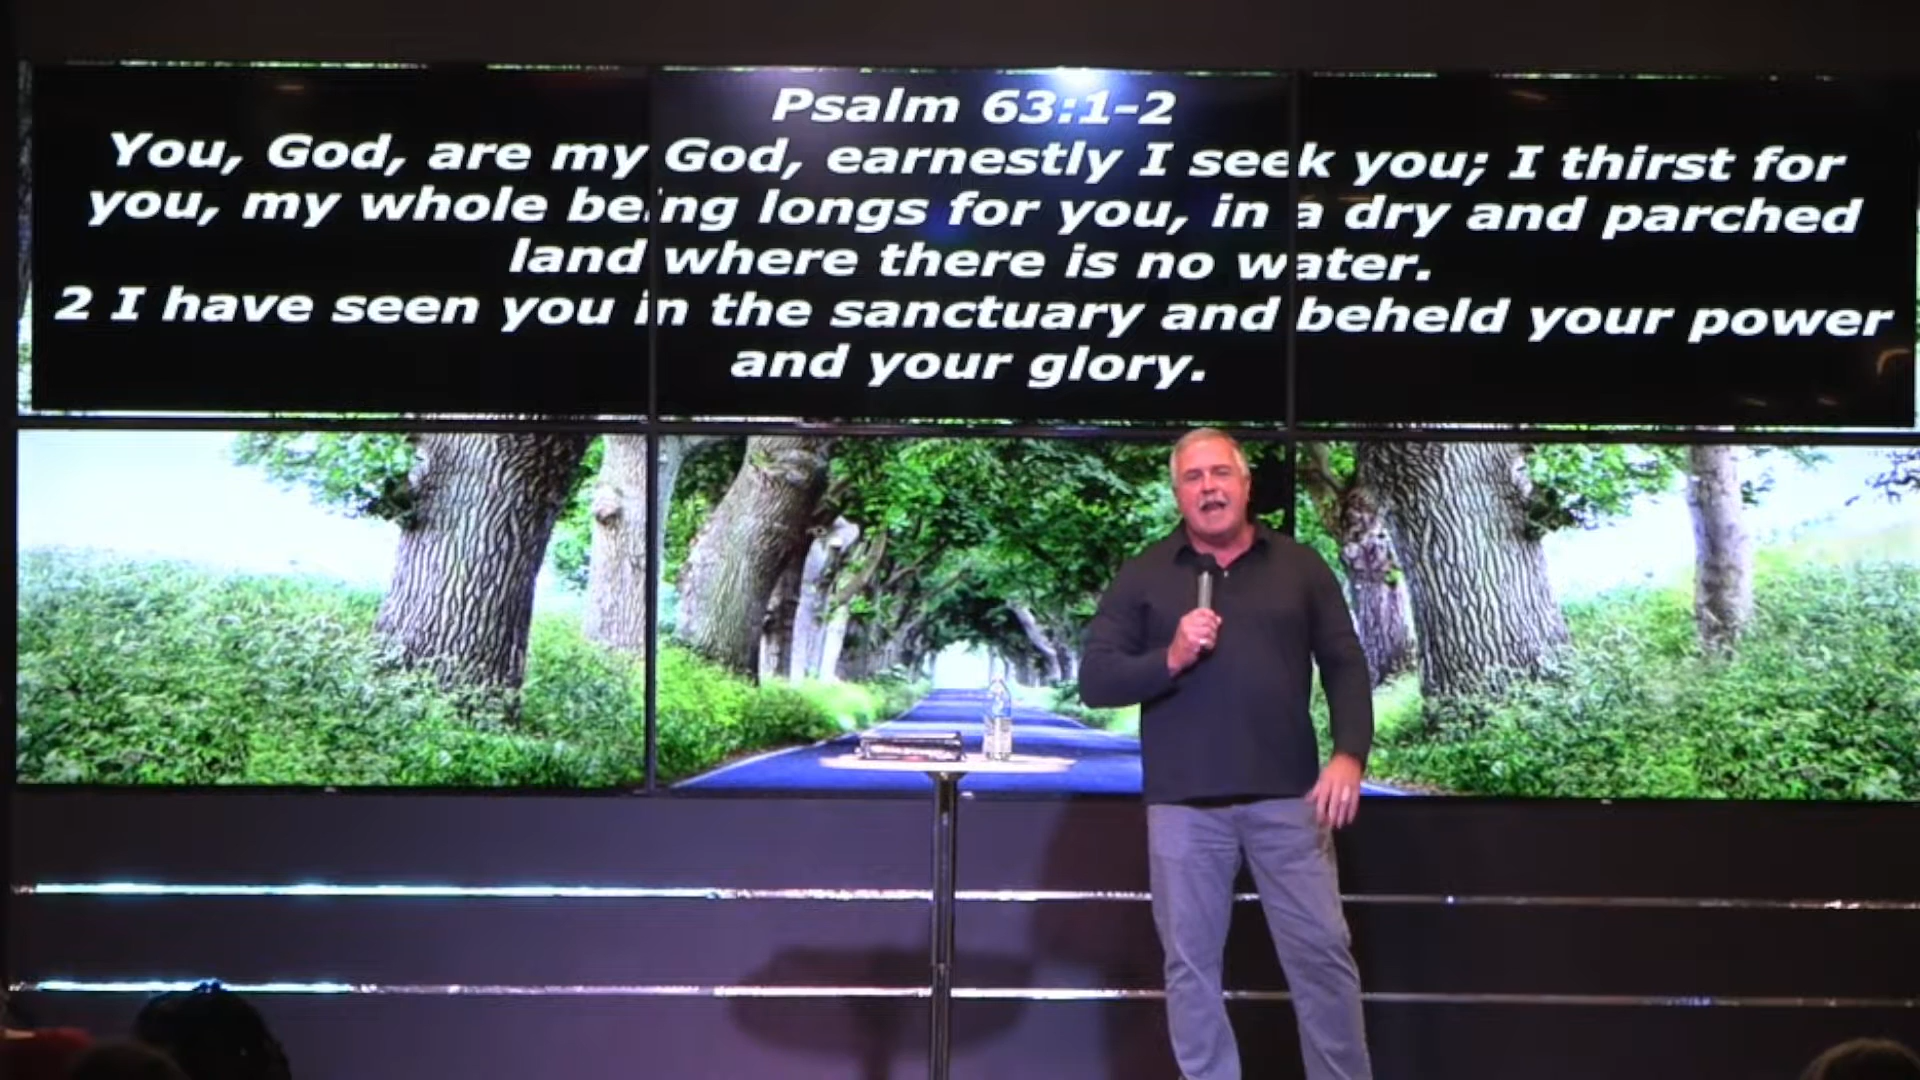 Psalm 63:1-2
You, God, are my God, earnestly I seek you; I thirst for
you, my whole being longs for you, in a dry and parched
land where there is no water.
2 I have seen you in the sanctuary and beheld your power
and your glory.